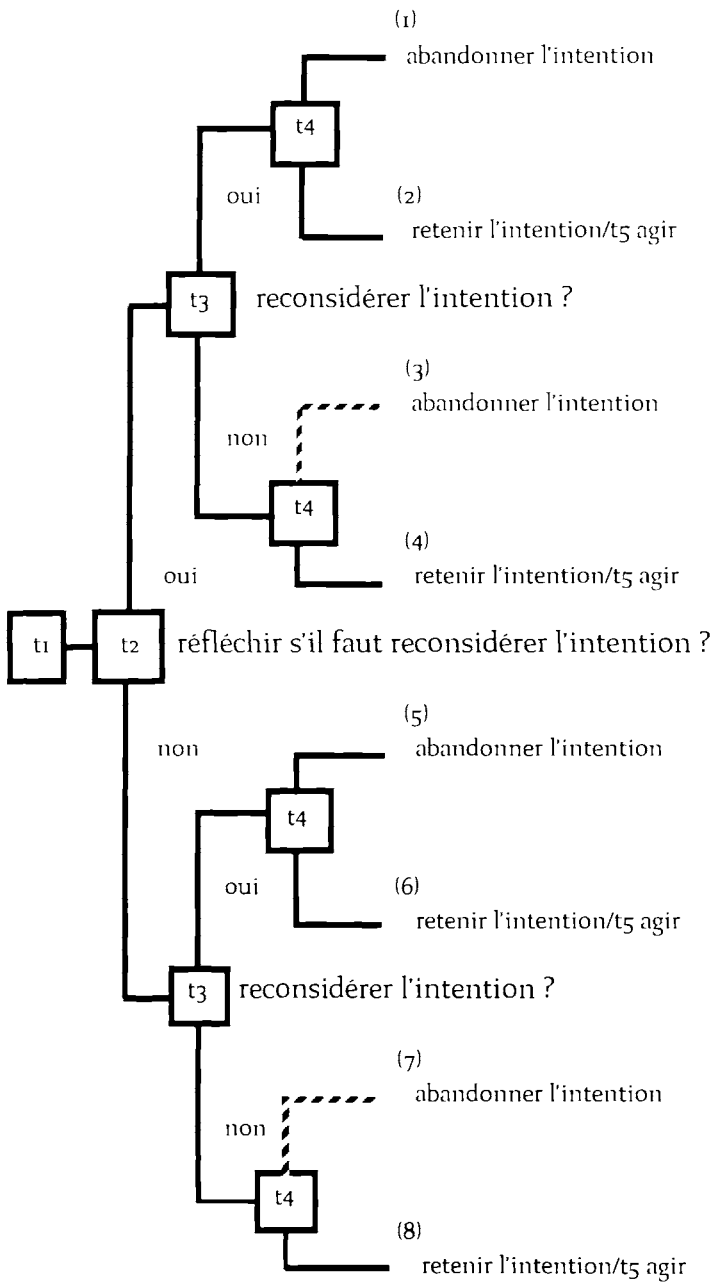 (1)
abandonner l'intention
t4
oui
(2)
retenir l'intention/t5 agir
t3
reconsidérer l'intention ?
(3)
abandonner l'intention
non
t4
(4)
retenir l'intention/t5 agir
oui
t1
t2
réfléchir s'il faut reconsidérer l'intention ?
(5)
non
abandonner l'intention
t4
oui
(6)
retenir l'intention/t5 agir
t3
reconsidérer l'intention ?
(7)
abandonner l'intention
non
t4
(8)
retenir l'intention/t5 agir